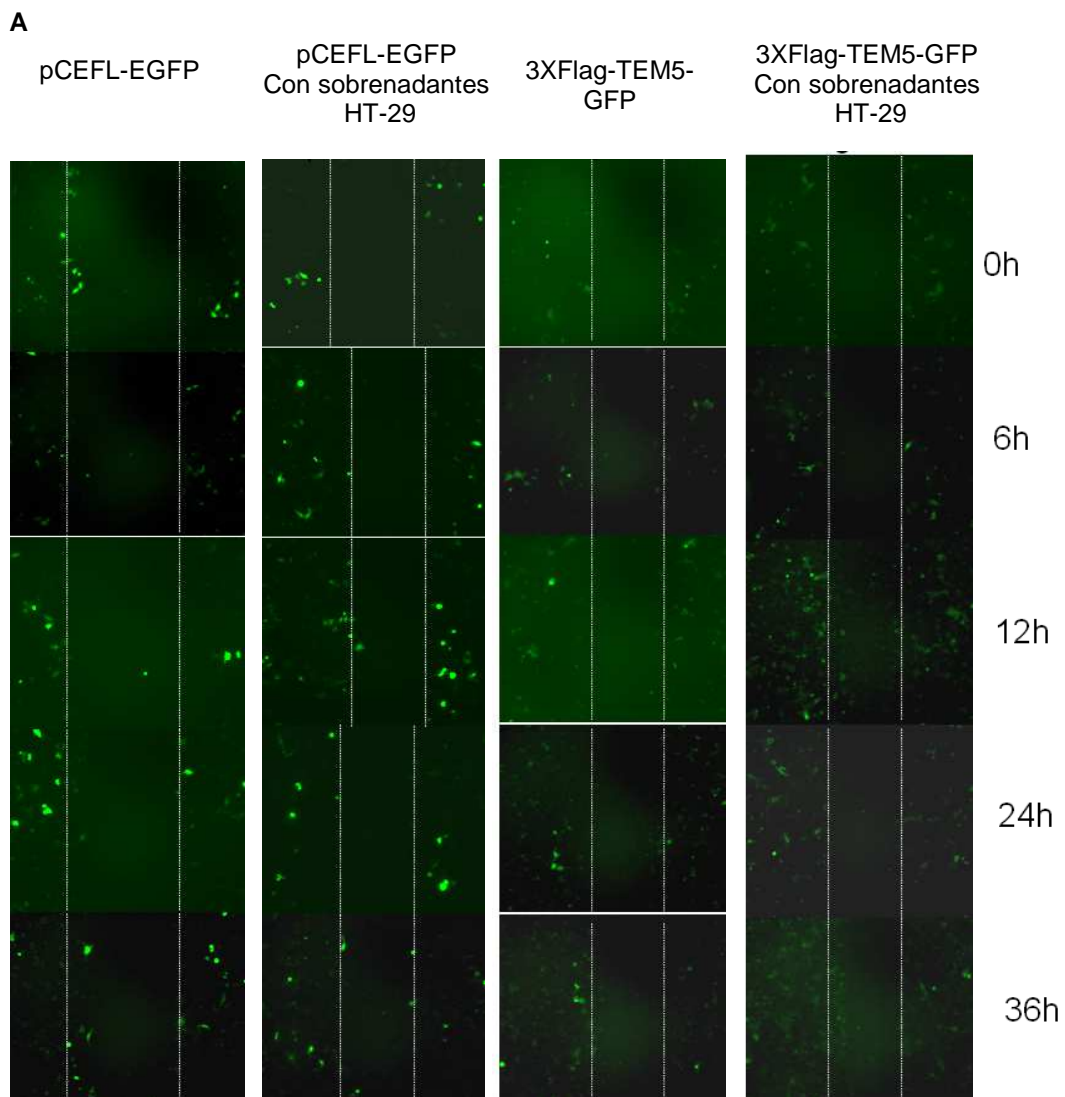 A
pCEFL-EGFP
pCEFL-EGFP
Con sobrenadantes
HT-29
3XFlag-TEM5-
GFP
3XFlag-TEM5-GFP
Con sobrenadantes
HT-29
0h
6h
12h
24h
36h